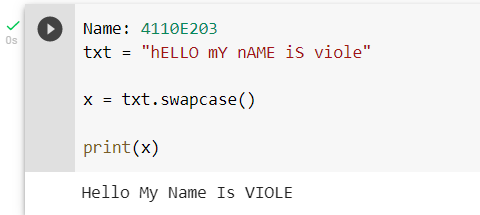 0s
Name: 4110E203
txt = "hELLO mY nAME iS viole"
x = txt.swapcase()
print(x)
Hello My Name Is VIOLE